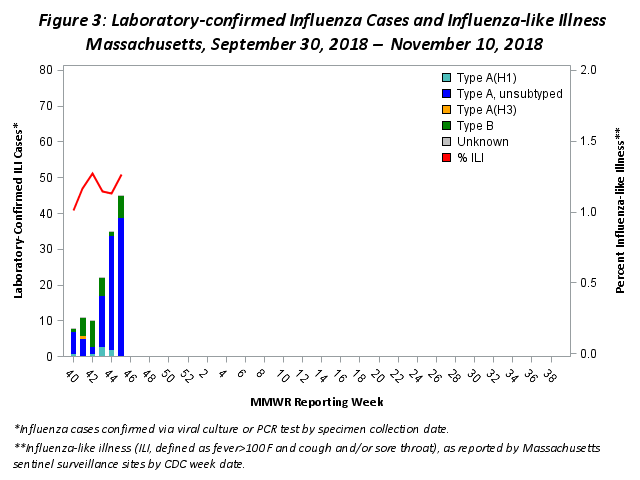 Figure 3: Laboratory-confirmed Influenza Cases and Influenza-like Illness
Massachusetts, September 30, 2018 – November 10, 2018
Laboratory-Confirmed ILI Cases*
80
70
60
50
40
30
20
10
0
Type A(H1)
Type A, unsubtyped
Type A(H3)
Type B
Unknown
% ILI
2.0
1.5
1.0
0.5
0.0
Percent Influenza-like Illness**
40 42 44 46 48 50 52 2 4 6 8 10 12 14 16 18 20 22 24 26 28 30 32 34 36 38
MMWR Reporting Week
*Influenza cases confirmed via viral culture or PCR test by specimen collection date.
**Influenza-like illness (ILI, defined as fever>100 F and cough and/or sore throat), as reported by Massachusetts
sentinel surveillance sites by CDC week date.